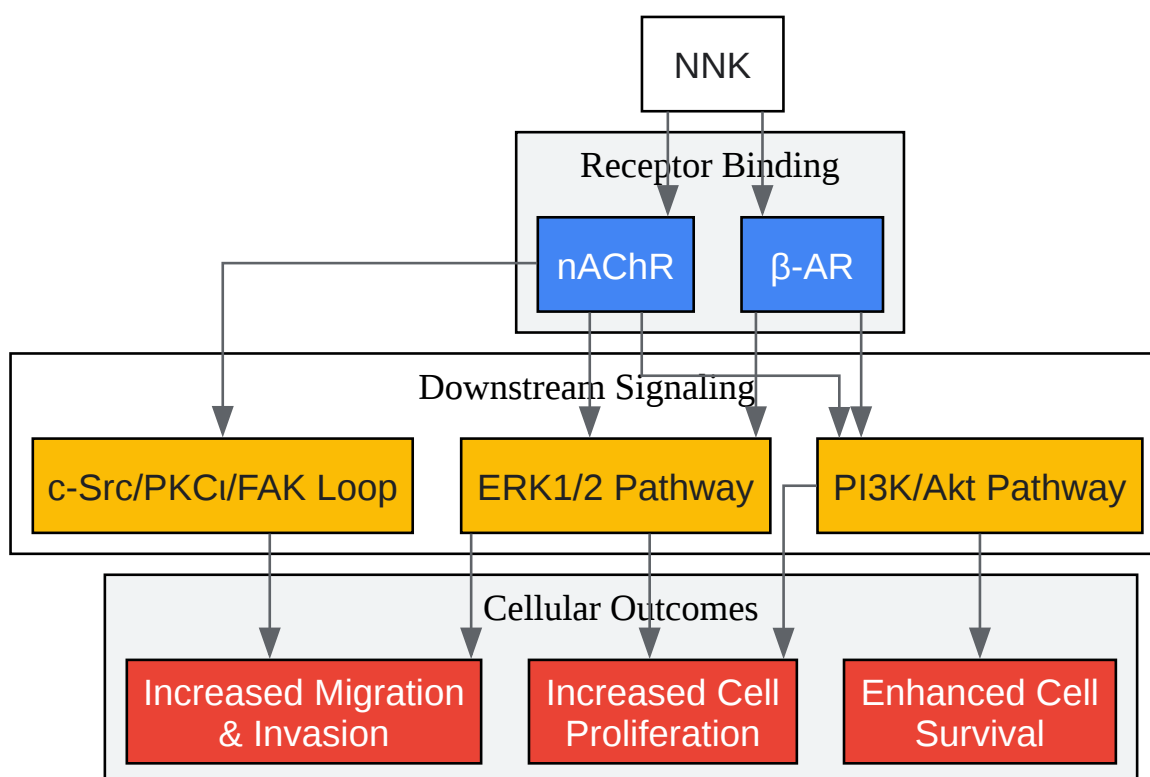 NNK
Receptor Binding
nAChR
β-AR
Downstream Signaling
c-Src/PKCι/FAK Loop
ERK1/2 Pathway
PI3K/Akt Pathway
Cellular Outcomes
Increased Migration
& Invasion
Increased Cell
Proliferation
Enhanced Cell
Survival